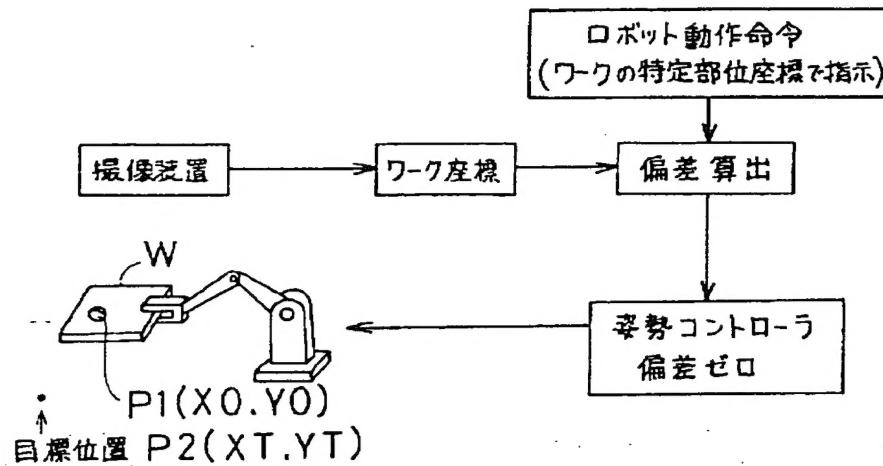 ロボット動作命令
(ワークの特定部位座標で指示)
撮像装置
ワーク座標
偏差算出
W
姿勢コントローラ
偏差ゼロ
P1(X0.Y0)
目標位置 P2(XT.YT)